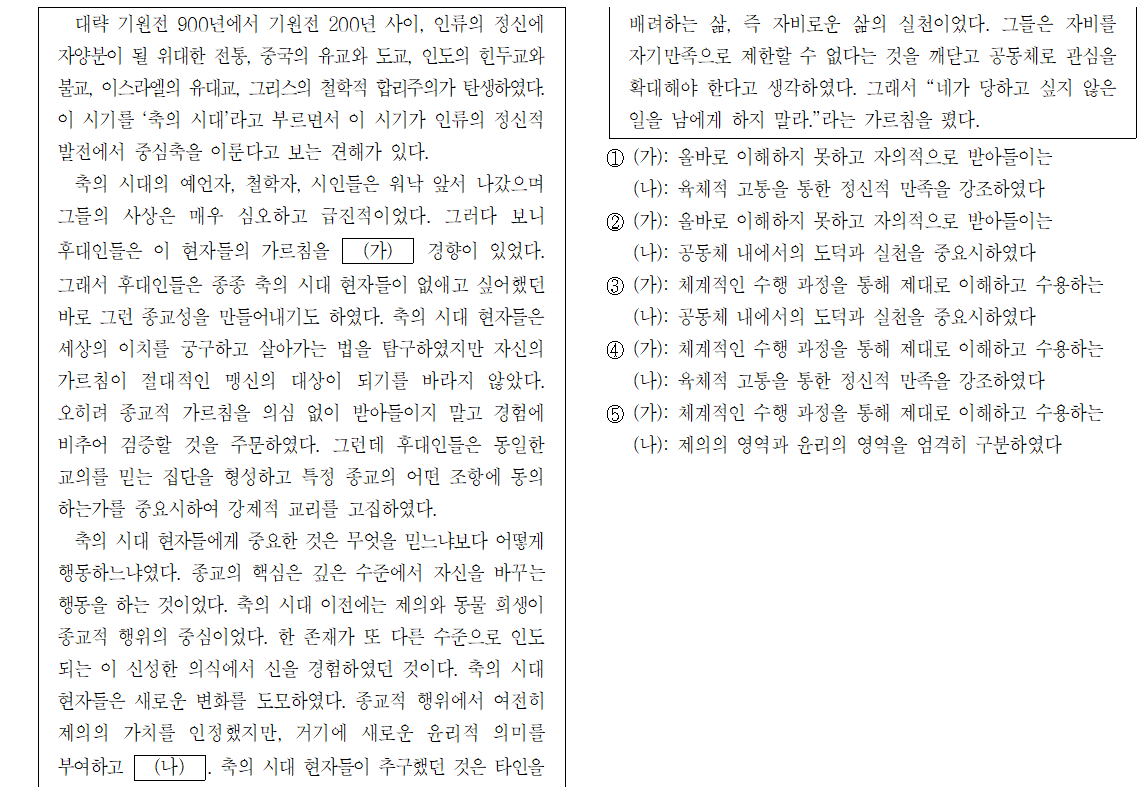 대략 기원전 900년에서 기원전 200년 사이, 인류의 정신에
자양분이 될 위대한 전통, 중국의 유교와 도교, 인도의 힌두교와
불교, 이스라엘의 유대교, 그리스의 철학적 합리주의가 탄생하였다.
이 시기를 ‘축의 시대’라고 부르면서 이 시기가 인류의 정신적
발전에서 중심축을 이룬다고 보는 견해가 있다.
축의 시대의 예언자, 철학자, 시인들은 워낙 앞서 나갔으며
그들의 사상은 매우 심오하고 급진적이었다. 그러다 보니
후대인들은 이 현자들의 가르침을 (가) 경향이 있었다.
그래서 후대인들은 종종 축의 시대 현자들이 없애고 싶어했던
바로 그런 종교성을 만들어내기도 하였다. 축의 시대 현자들은
세상의 이치를 궁구하고 살아가는 법을 탐구하였지만 자신의
가르침이 절대적인 맹신의 대상이 되기를 바라지 않았다.
오히려 종교적 가르침을 의심 없이 받아들이지 말고 경험에
비추어 검증할 것을 주문하였다. 그런데 후대인들은 동일한
교의를 믿는 집단을 형성하고 특정 종교의 어떤 조항에 동의
하는가를 중요시하여 강제적 교리를 고집하였다.
축의 시대 현자들에게 중요한 것은 무엇을 믿느냐보다 어떻게
행동하느냐였다. 종교의 핵심은 깊은 수준에서 자신을 바꾸는
행동을 하는 것이었다. 축의 시대 이전에는 제의와 동물 희생이
종교적 행위의 중심이었다. 한 존재가 또 다른 수준으로 인도
되는 이 신성한 의식에서 신을 경험하였던 것이다. 축의 시대
현자들은 새로운 변화를 도모하였다. 종교적 행위에서 여전히
제의의 가치를 인정했지만, 거기에 새로운 윤리적 의미를
부여하고 (나) . 축의 시대 현자들이 추구했던 것은 타인을
배려하는 삶, 즉 자비로운 삶의 실천이었다. 그들은 자비를
자기만족으로 제한할 수 없다는 것을 깨닫고 공동체로 관심을
확대해야 한다고 생각하였다. 그래서 “네가 당하고 싶지 않은
일을 남에게 하지 말라.”라는 가르침을 폈다.
① (가): 올바로 이해하지 못하고 자의적으로 받아들이는
(나): 육체적 고통을 통한 정신적 만족을 강조하였다
② (가): 올바로 이해하지 못하고 자의적으로 받아들이는
(나): 공동체 내에서의 도덕과 실천을 중요시하였다
③ (가): 체계적인 수행 과정을 통해 제대로 이해하고 수용하는
(나): 공동체 내에서의 도덕과 실천을 중요시하였다
④ (가): 체계적인 수행 과정을 통해 제대로 이해하고 수용하는
(나): 육체적 고통을 통한 정신적 만족을 강조하였다
⑤ (가): 체계적인 수행 과정을 통해 제대로 이해하고 수용하는
(나): 제의의 영역과 윤리의 영역을 엄격히 구분하였다